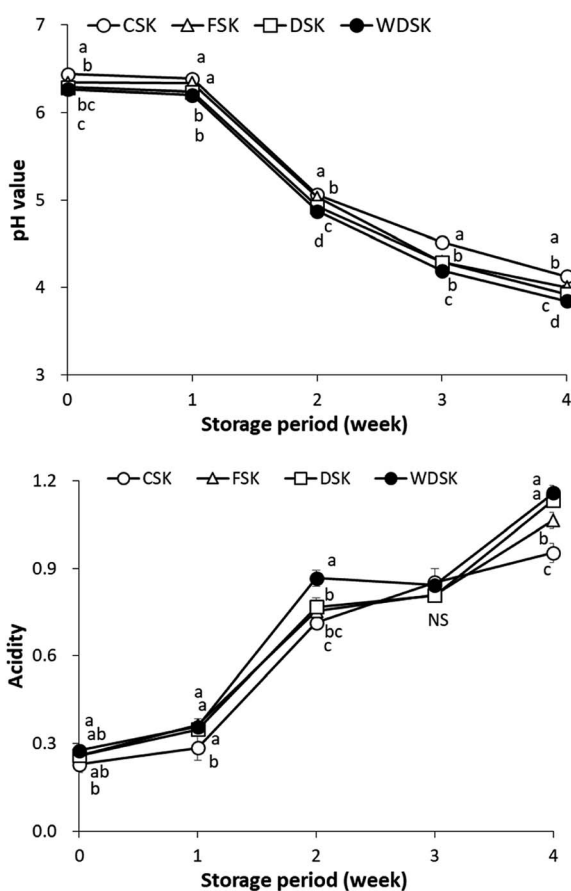 CSK FSK DSK WDSK
7
6
5
4
3
pH value
a
b
bc
c
a
a
b
b
a
b
c
d
a
b
b
c
a
b
c
d
0 1 2 3 4
Storage period (week)
CSK FSK DSK WDSK
1.2
0.9
0.6
0.3
0.0
Acidity
a
ab
ab
b
a
a
a
b
a
b
bc
c
NS
a
a
b
c
0 1 2 3 4
Storage period (week)